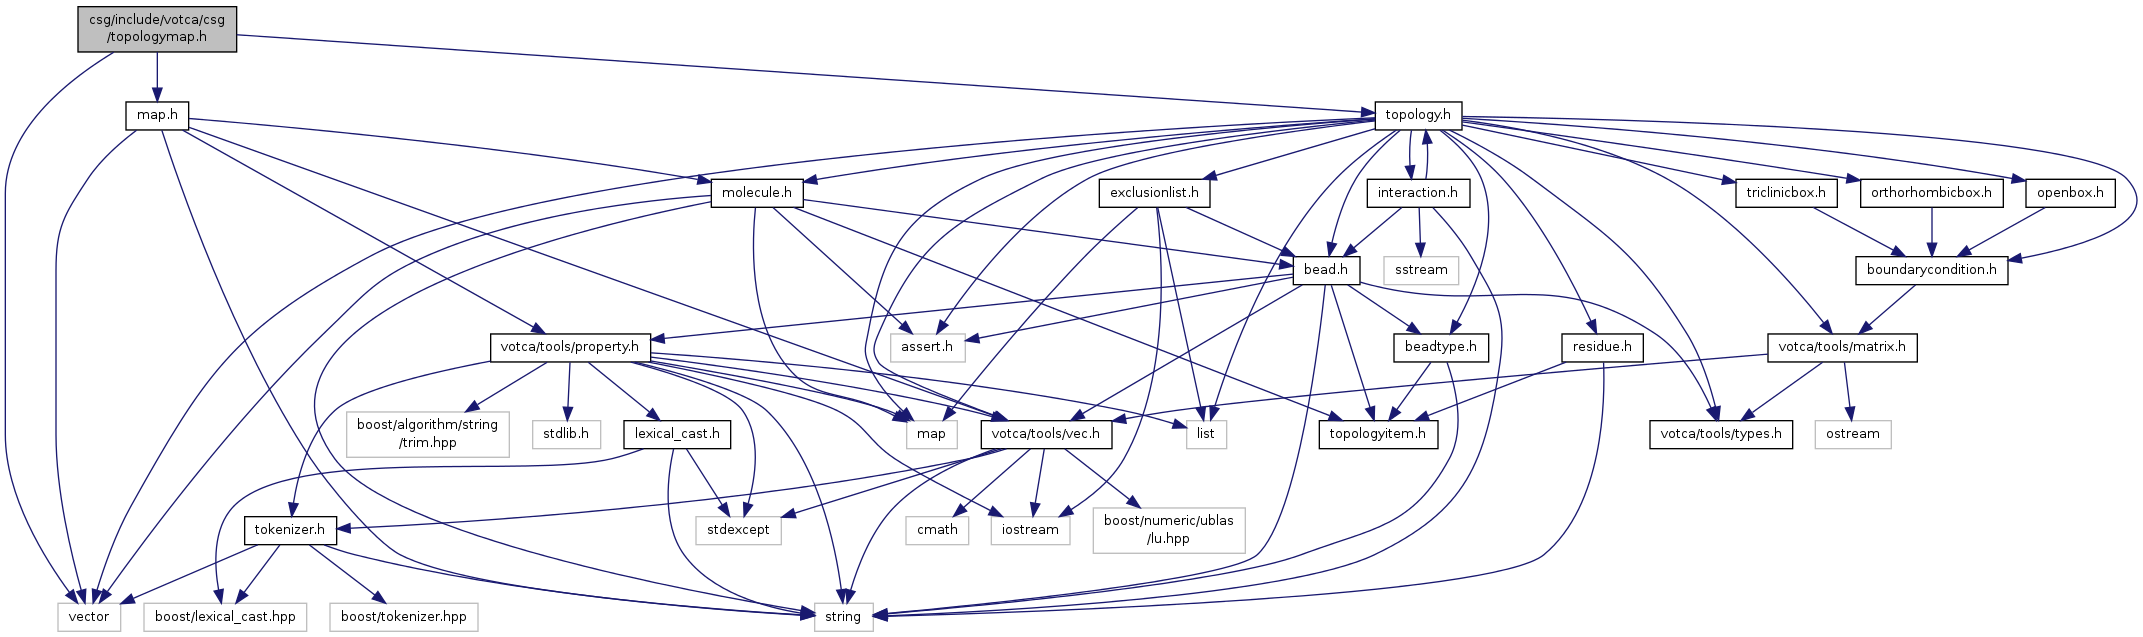 csg/include/votca/csg
/topologymap.h
map.h
topology.h
molecule.h
exclusionlist.h
interaction.h
triclinicbox.h
orthorhombicbox.h
openbox.h
bead.h
sstream
boundarycondition.h
votca/tools/property.h
assert.h
beadtype.h
residue.h
votca/tools/matrix.h
boost/algorithm/string
/trim.hpp
stdlib.h
lexical_cast.h
map
votca/tools/vec.h
list
topologyitem.h
votca/tools/types.h
ostream
tokenizer.h
stdexcept
cmath
iostream
boost/numeric/ublas
/lu.hpp
vector
boost/lexical_cast.hpp
boost/tokenizer.hpp
string